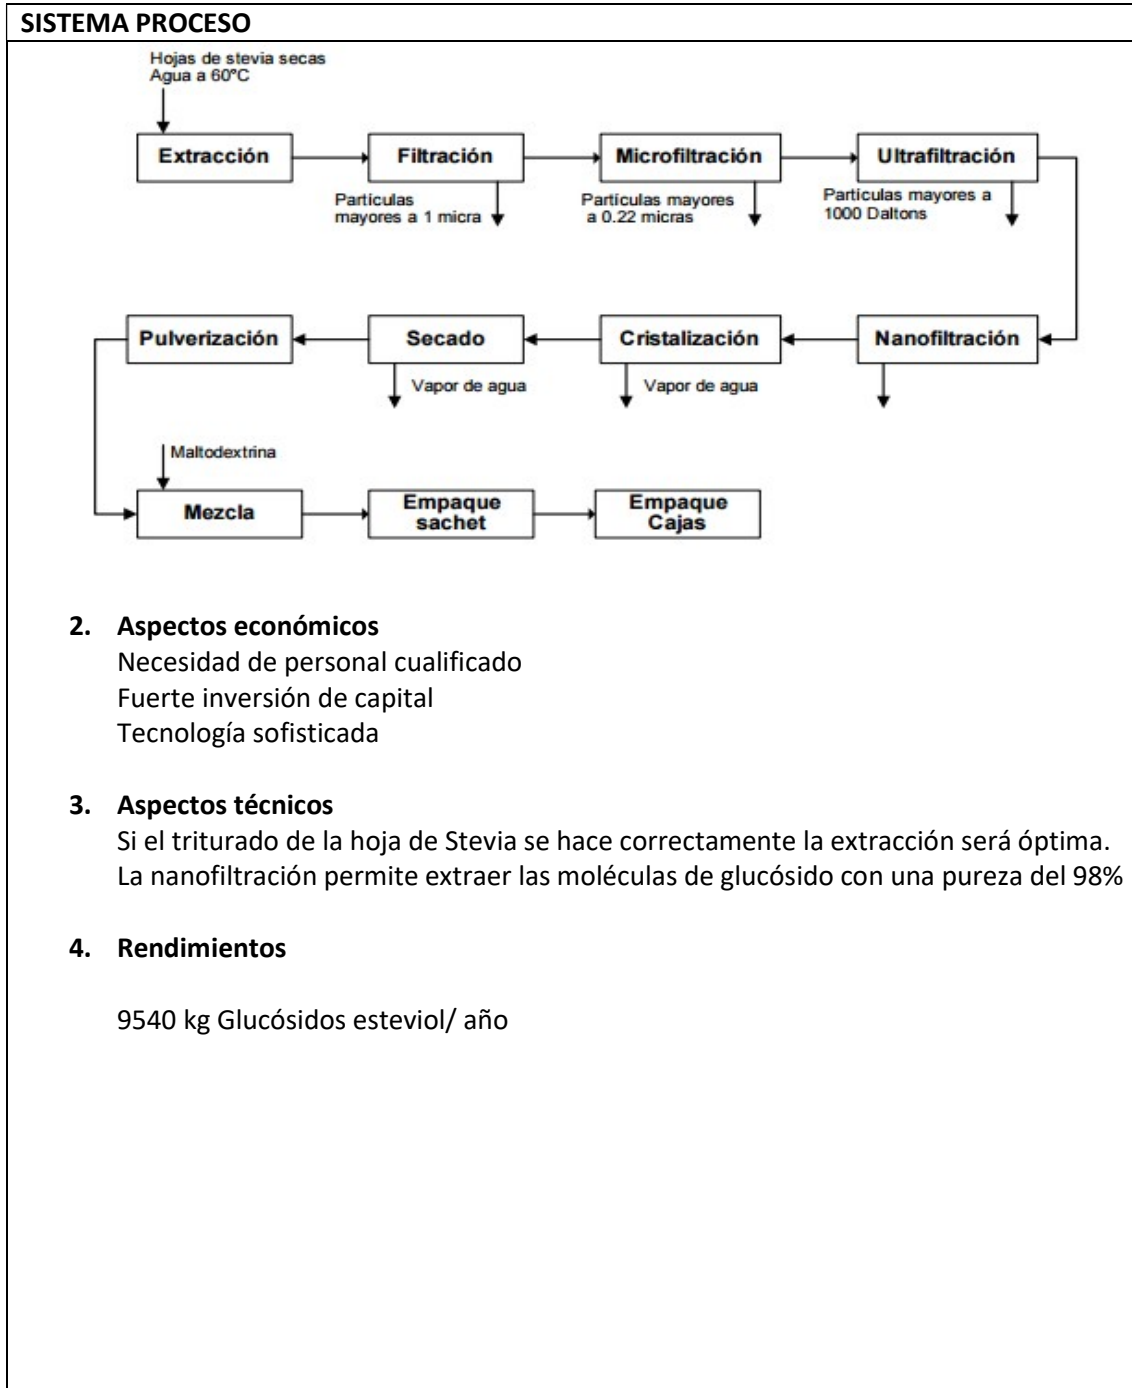 SISTEMA PROCESO
Hojas de stevia secas
Agua a 60°C
Extracción
Filtración
Microfiltración
Ultrafiltración
Partículas
mayores a 1 micra
Partículas mayores
a 0.22 micras
Partículas mayores a
1000 Daltons
Pulverización
Secado
Cristalización
Nanofiltración
Vapor de agua
Vapor de agua
Maltodextrina
Mezcla
Empaque
sachet
Empaque
Cajas
2. Aspectos económicos
Necesidad de personal cualificado
Fuerte inversión de capital
Tecnología sofisticada
3. Aspectos técnicos
Si el triturado de la hoja de Stevia se hace correctamente la extracción será óptima.
La nanofiltración permite extraer las moléculas de glucósido con una pureza del 98%
4. Rendimientos
9540 kg Glucósidos esteviol/ año